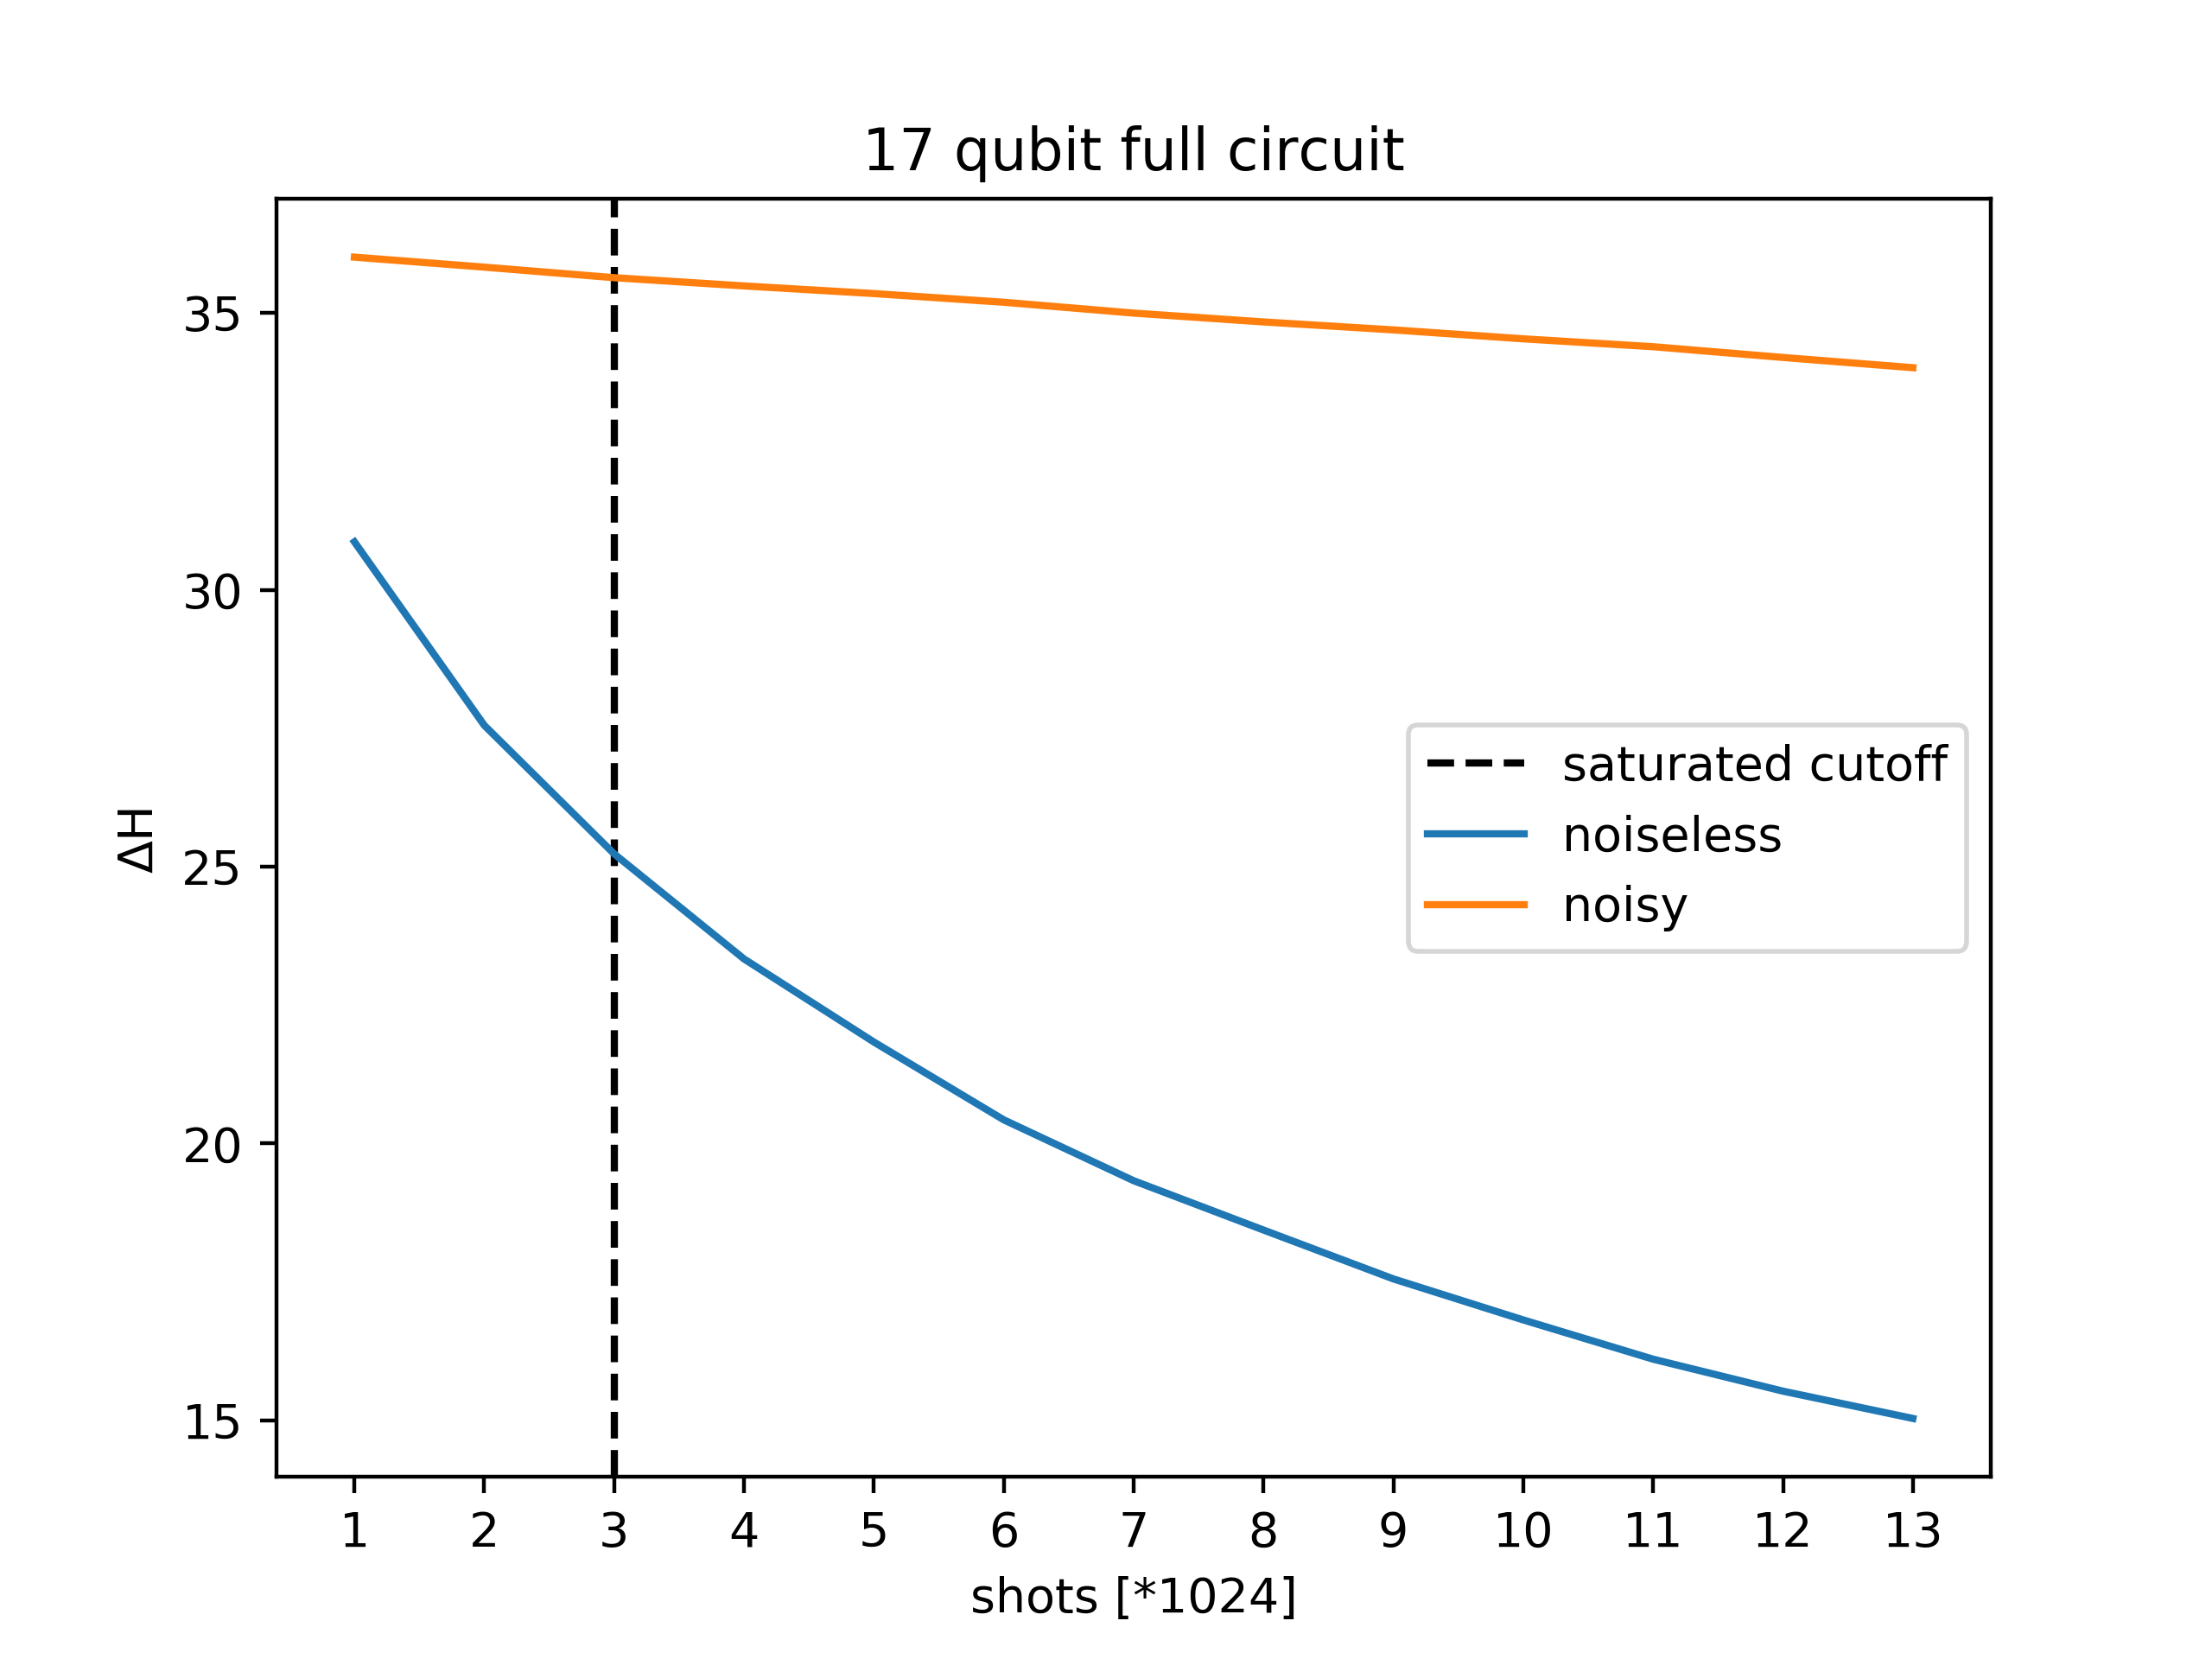 17 qubit full circuit
35
30
25
20
15
ΔH
saturated cutoff
noiseless
noisy
1 2 3 4 5 6 7 8 9 10 11 12 13
shots [*1024]